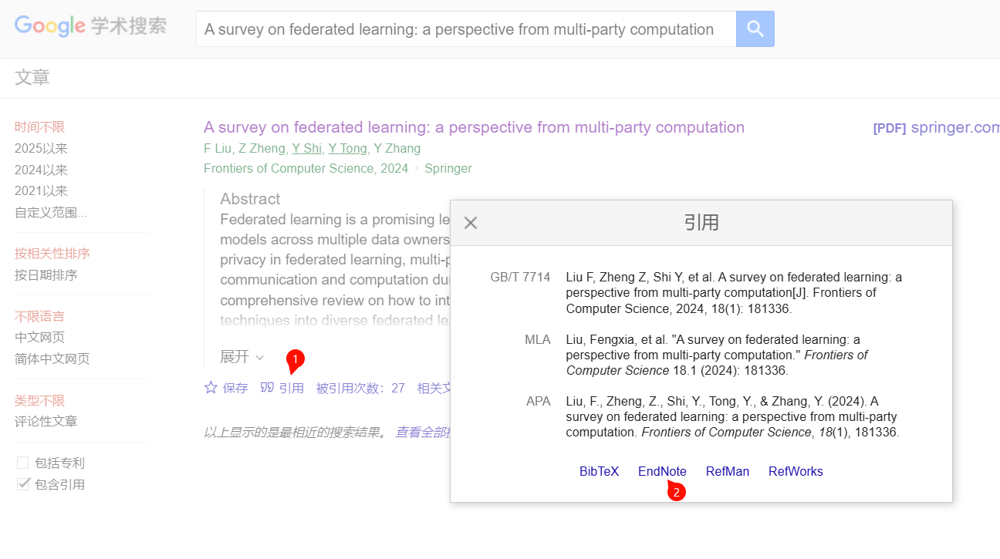 Google 学术搜索
A survey on federated learning: a perspective from multi-party computation
文章
时间不限
2025以来
2024以来
2021以来
自定义范围...
按相关性排序
按日期排序
不限语言
中文网页
简体中文网页
类型不限
评论性文章
包括专利
包含引用
A survey on federated learning: a perspective from multi-party computation
[PDF] springer.com
F Liu, Z Zheng, Y Shi, Y Tong, Y Zhang
Frontiers of Computer Science, 2024 • Springer
Abstract
Federated learning is a promising le
models across multiple data owners
privacy in federated learning, multi-p
communication and computation du
comprehensive review on how to int
techniques into diverse federated le
展开
1
保存 引用 被引用次数：27 相关文
以上显示的是最相近的搜索结果。 查看全部搜
引用
GB/T 7714
Liu F, Zheng Z, Shi Y, et al. A survey on federated learning: a
perspective from multi-party computation[J]. Frontiers of
Computer Science, 2024, 18(1): 181336.
MLA
Liu, Fengxia, et al. "A survey on federated learning: a
perspective from multi-party computation." Frontiers of
Computer Science 18.1 (2024): 181336.
APA
Liu, F., Zheng, Z., Shi, Y., Tong, Y., & Zhang, Y. (2024). A
survey on federated learning: a perspective from multi-party
computation. Frontiers of Computer Science, 18(1), 181336.
BibTeX EndNote RefMan RefWorks
2